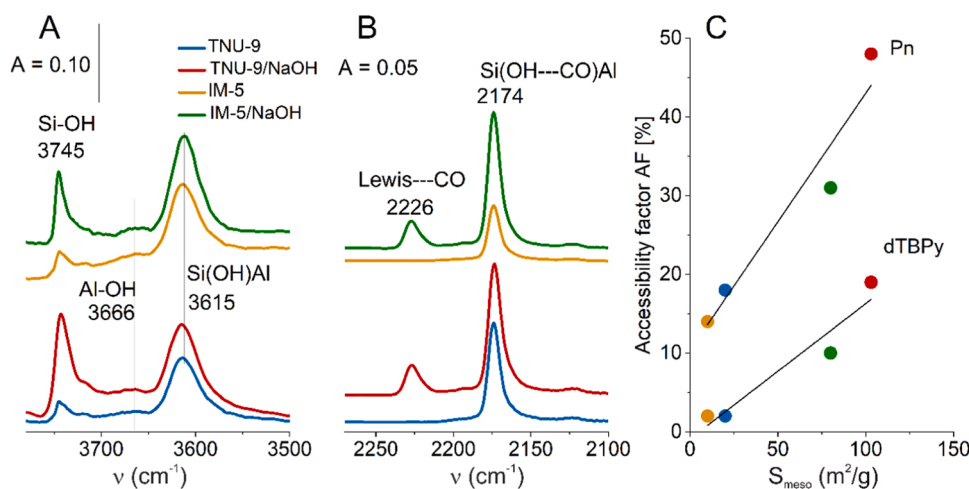 A
A = 0.10
TNU-9
TNU-9/NaOH
IM-5
IM-5/NaOH
Si-OH
3745
Al-OH
3666
Si(OH)Al
3615
3700
3600
3500
ν (cm⁻¹)
B
A = 0.05
Si(OH---CO)Al
2174
Lewis---CO
2226
2250
2200
2150
2100
ν (cm⁻¹)
C
Pn
dTBPy
Accessibility factor AF [%]
50
40
30
20
10
0
0
50
100
150
Smeso (m²/g)